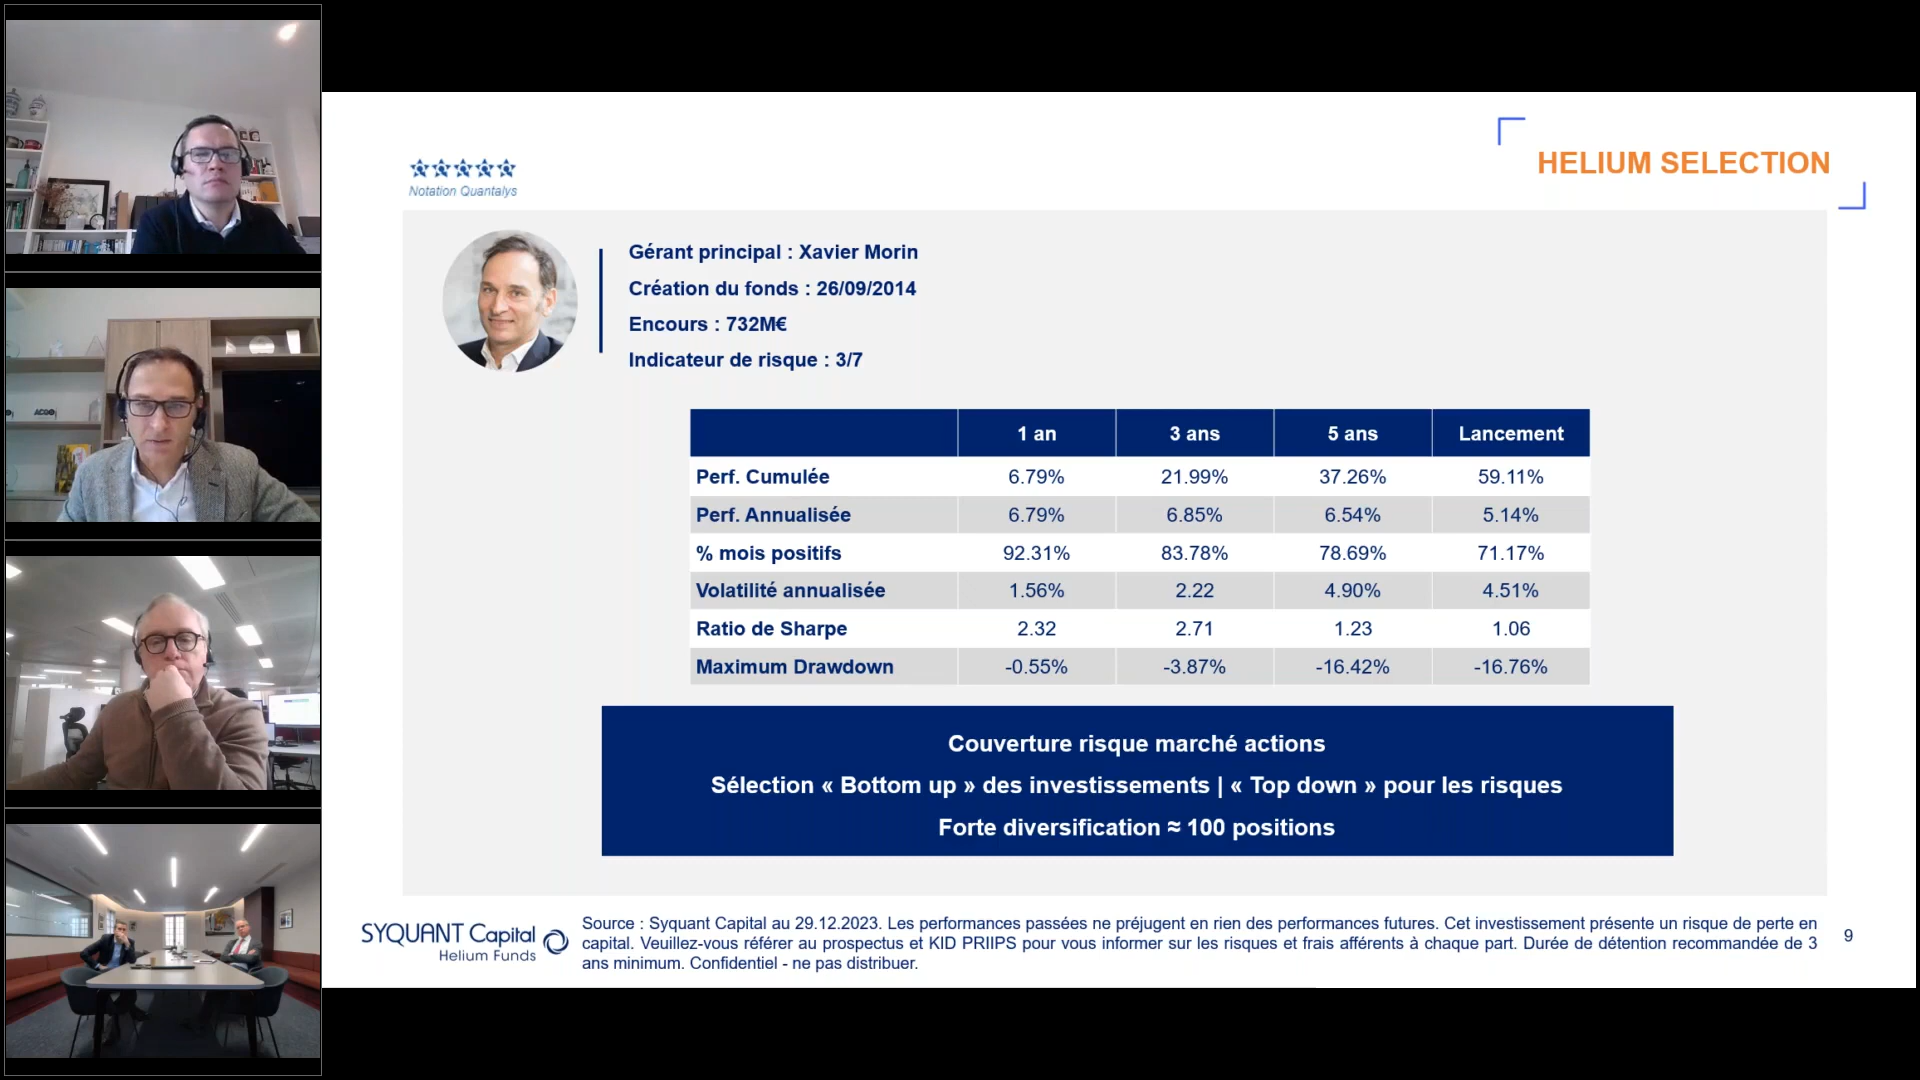 HELIUM SELECTION
Notation Quantalys
Gérant principal : Xavier Morin
Création du fonds : 26/09/2014
Encours : 732M€
Indicateur de risque : 3/7
1 an 3 ans 5 ans Lancement
Perf. Cumulée 6.79% 21.99% 37.26% 59.11%
Perf. Annualisée 6.79% 6.85% 6.54% 5.14%
% mois positifs 92.31% 83.78% 78.69% 71.17%
Volatilité annualisée 1.56% 2.22 4.90% 4.51%
Ratio de Sharpe 2.32 2.71 1.23 1.06
Maximum Drawdown -0.55% -3.87% -16.42% -16.76%
Couverture risque marché actions
Sélection « Bottom up » des investissements | « Top down » pour les risques
Forte diversification ≈ 100 positions
SYQUANT Capital
Helium Funds
Source : Syquant Capital au 29.12.2023. Les performances passées ne préjugent en rien des performances futures. Cet investissement présente un risque de perte en
capital. Veuillez-vous référer au prospectus et KID PRIIPS pour vous informer sur les risques et frais afférents à chaque part. Durée de détention recommandée de 3
ans minimum. Confidentiel - ne pas distribuer.
9